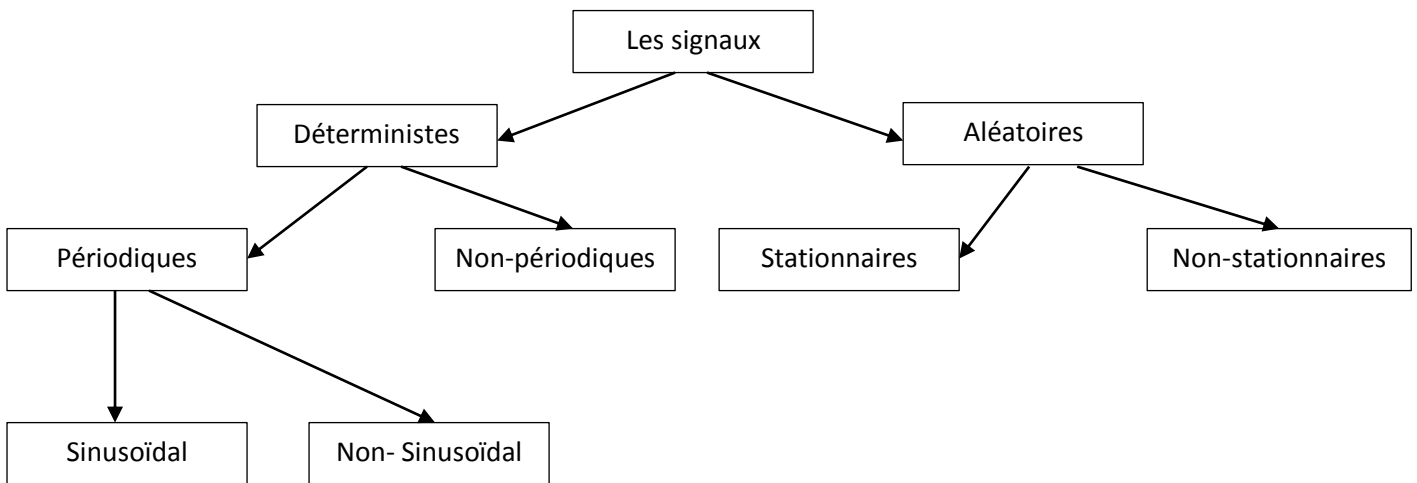 Les signaux
Déterministes
Aléatoires
Périodiques
Non-périodiques
Stationnaires
Non-stationnaires
Sinusoïdal
Non- Sinusoïdal